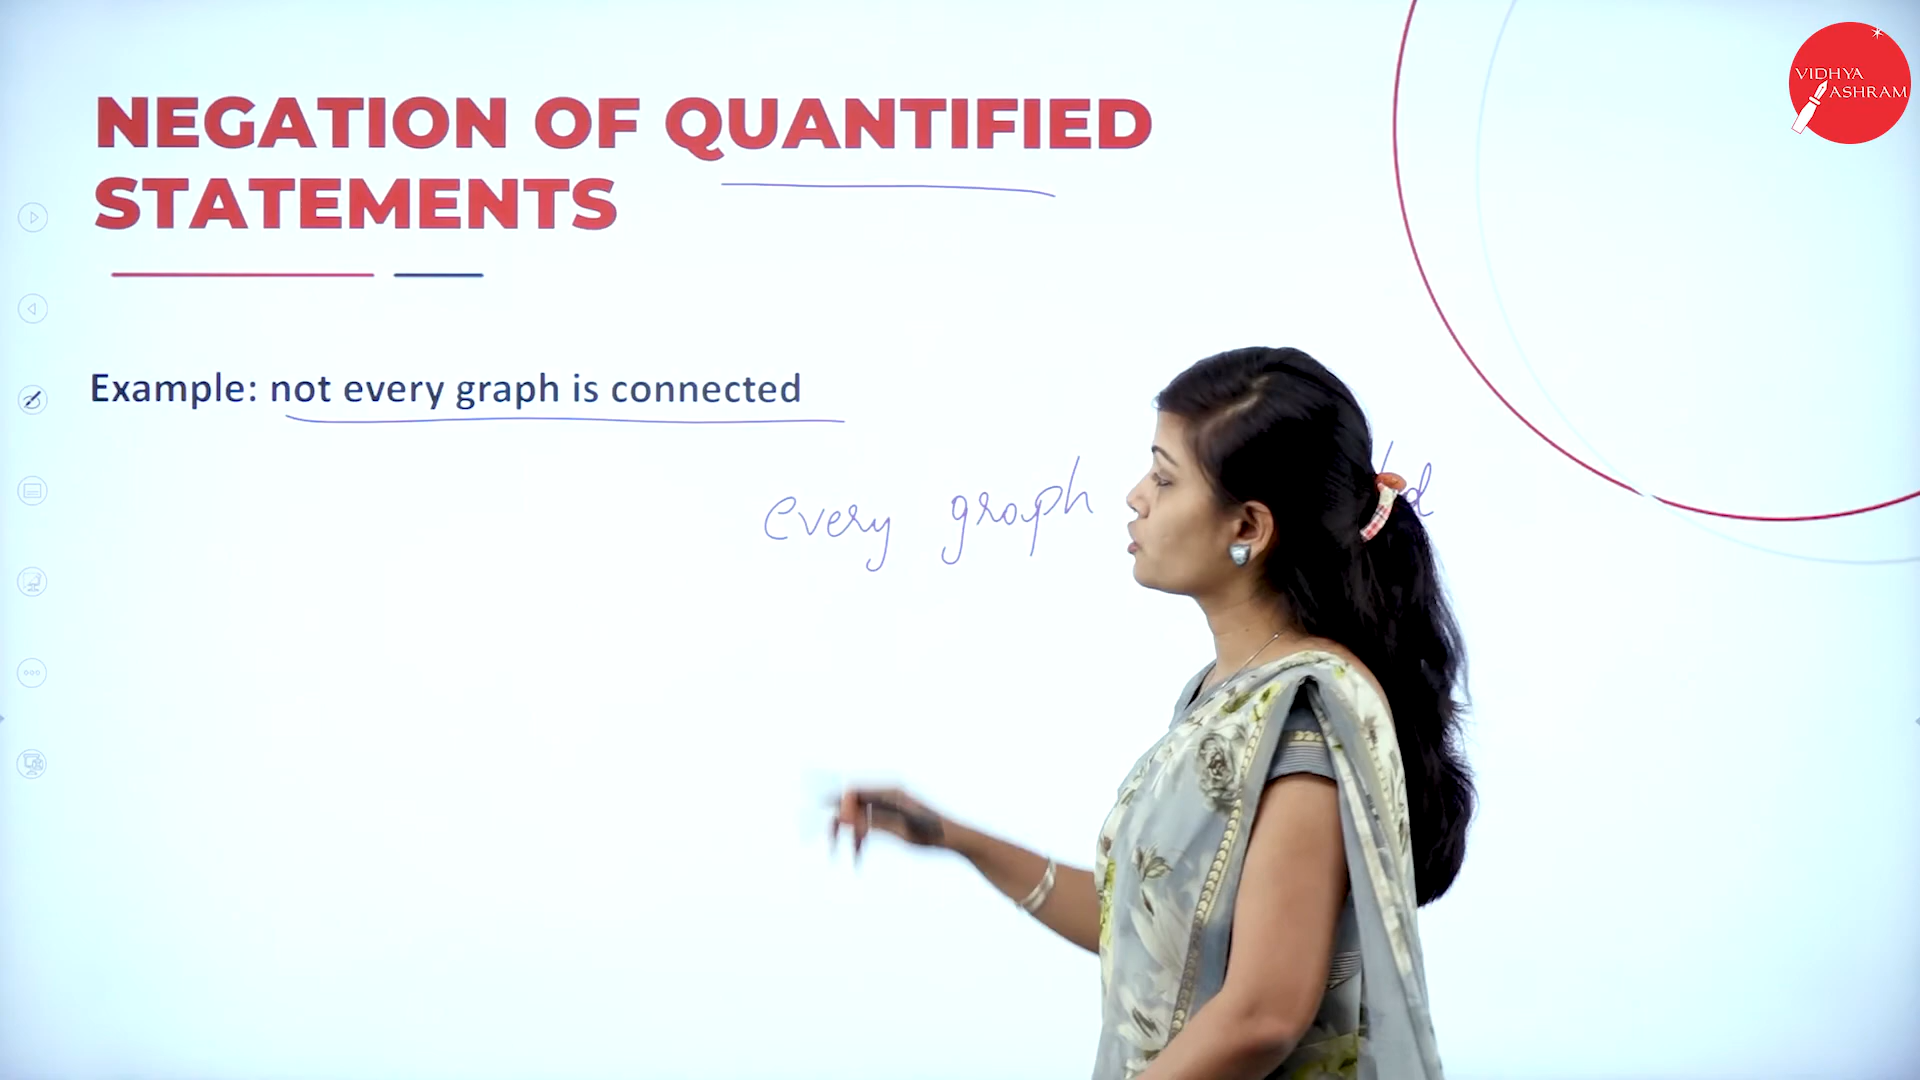 VIDHYA
ASHRAM
NEGATION OF QUANTIFIED
STATEMENTS
Example: not every graph is connected
every graph